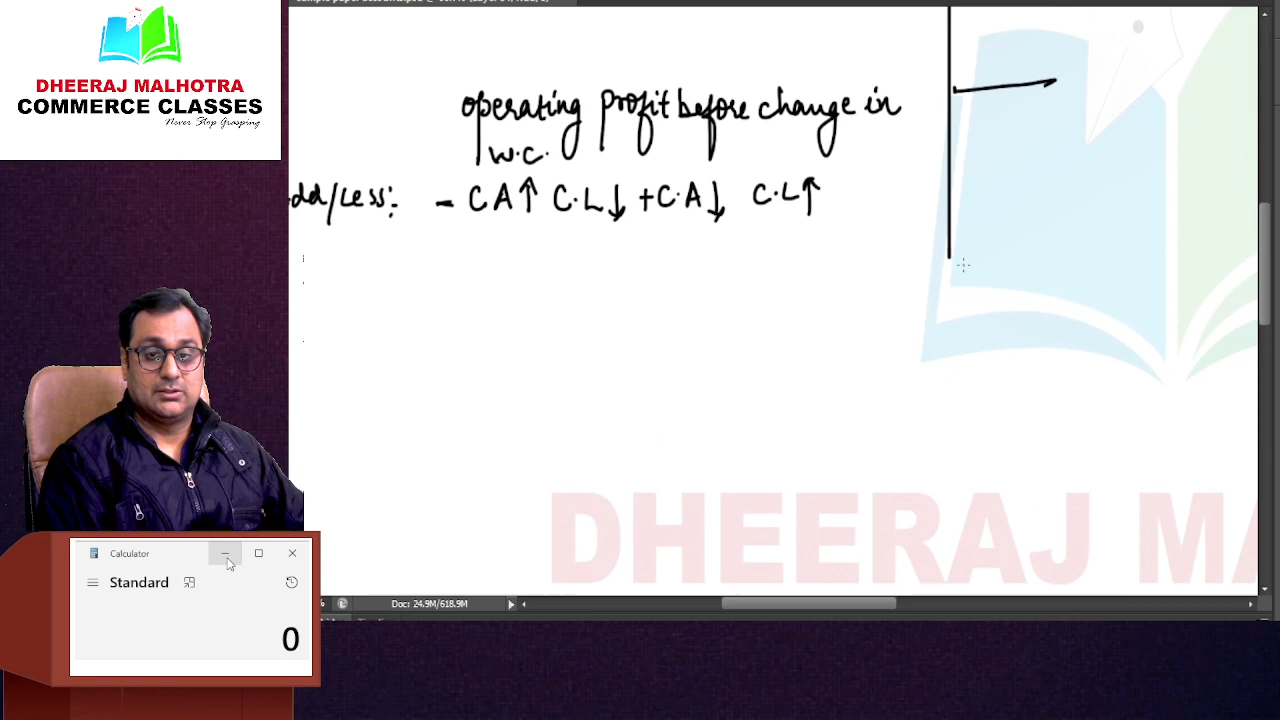 DHEERAJ MALHOTRA
COMMERCE CLASSES
Never Stop Grasping
operating profit before change in
w.c.
dd/Less: - CA↑ C.L↓ +C.A↓ C.L↑
DHEERAJ MA
Calculator
Standard
0
%
Doc: 24.9M/618.9M